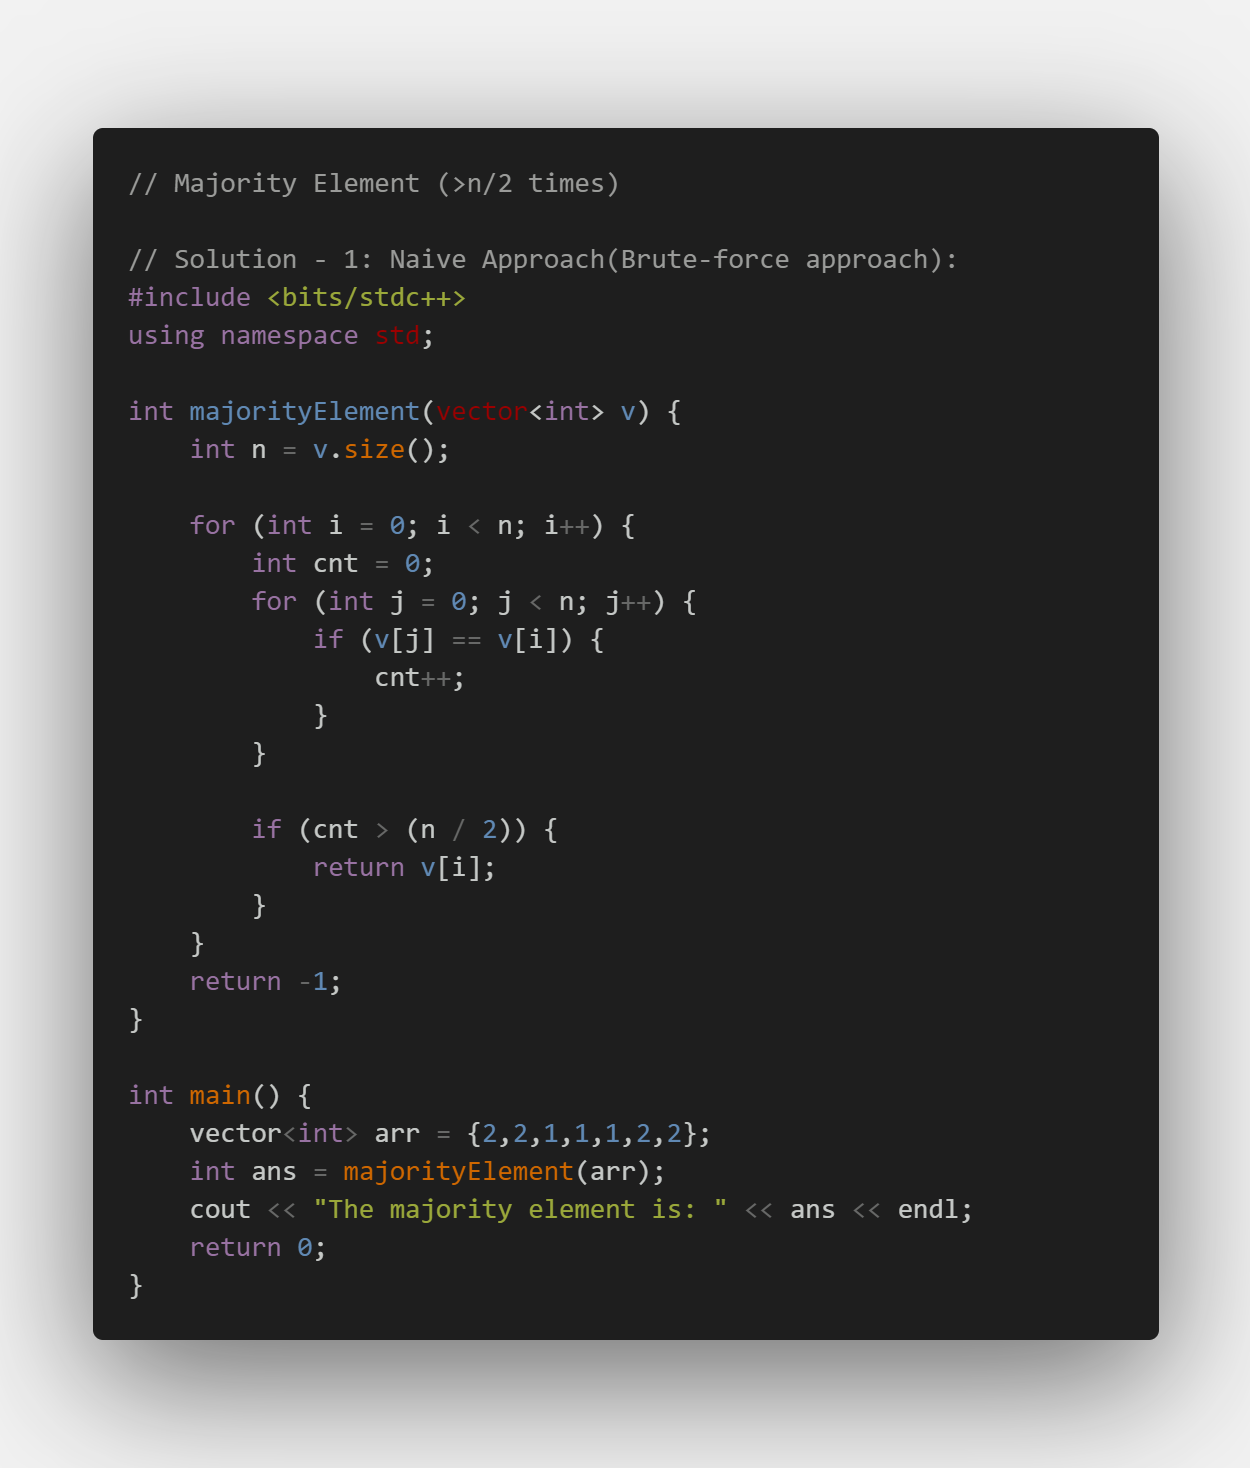 // Majority Element (>n/2 times)

// Solution - 1: Naive Approach(Brute-force approach):
#include <bits/stdc++>
using namespace std;

int majorityElement(vector<int> v) {
    int n = v.size();

    for (int i = 0; i < n; i++) {
        int cnt = 0;
        for (int j = 0; j < n; j++) {
            if (v[j] == v[i]) {
                cnt++;
            }
        }

        if (cnt > (n / 2)) {
            return v[i];
        }
    }
    return -1;
}

int main() {
    vector<int> arr = {2,2,1,1,1,2,2};
    int ans = majorityElement(arr);
    cout << "The majority element is: " << ans << endl;
    return 0;
}